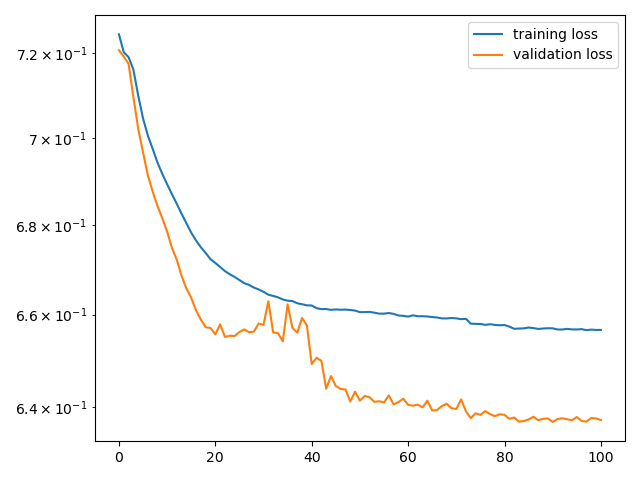 training loss
validation loss
7.2 × 10⁻¹
7 × 10⁻¹
6.8 × 10⁻¹
6.6 × 10⁻¹
6.4 × 10⁻¹
0 20 40 60 80 100